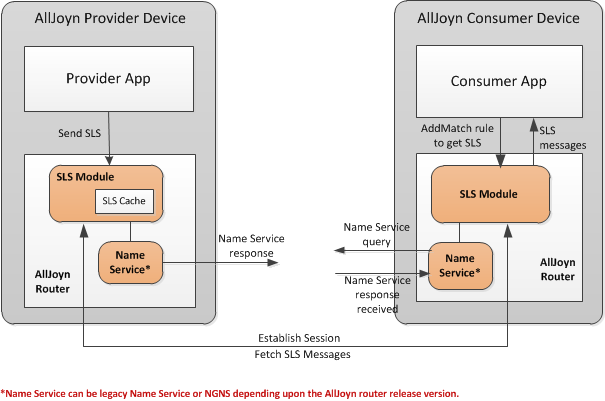 AllJoyn Provider Device
Provider App
Send SLS
SLS Module
SLS Cache
Name
Service*
AllJoyn
Router
Name Service
response
AllJoyn Consumer Device
Consumer App
AddMatch rule
to get SLS
SLS
messages
SLS Module
Name Service
query
Name
Service*
Name Service
response
received
AllJoyn
Router
Establish Session
Fetch SLS Messages
*Name Service can be legacy Name Service or NGNS depending upon the AllJoyn router release version.